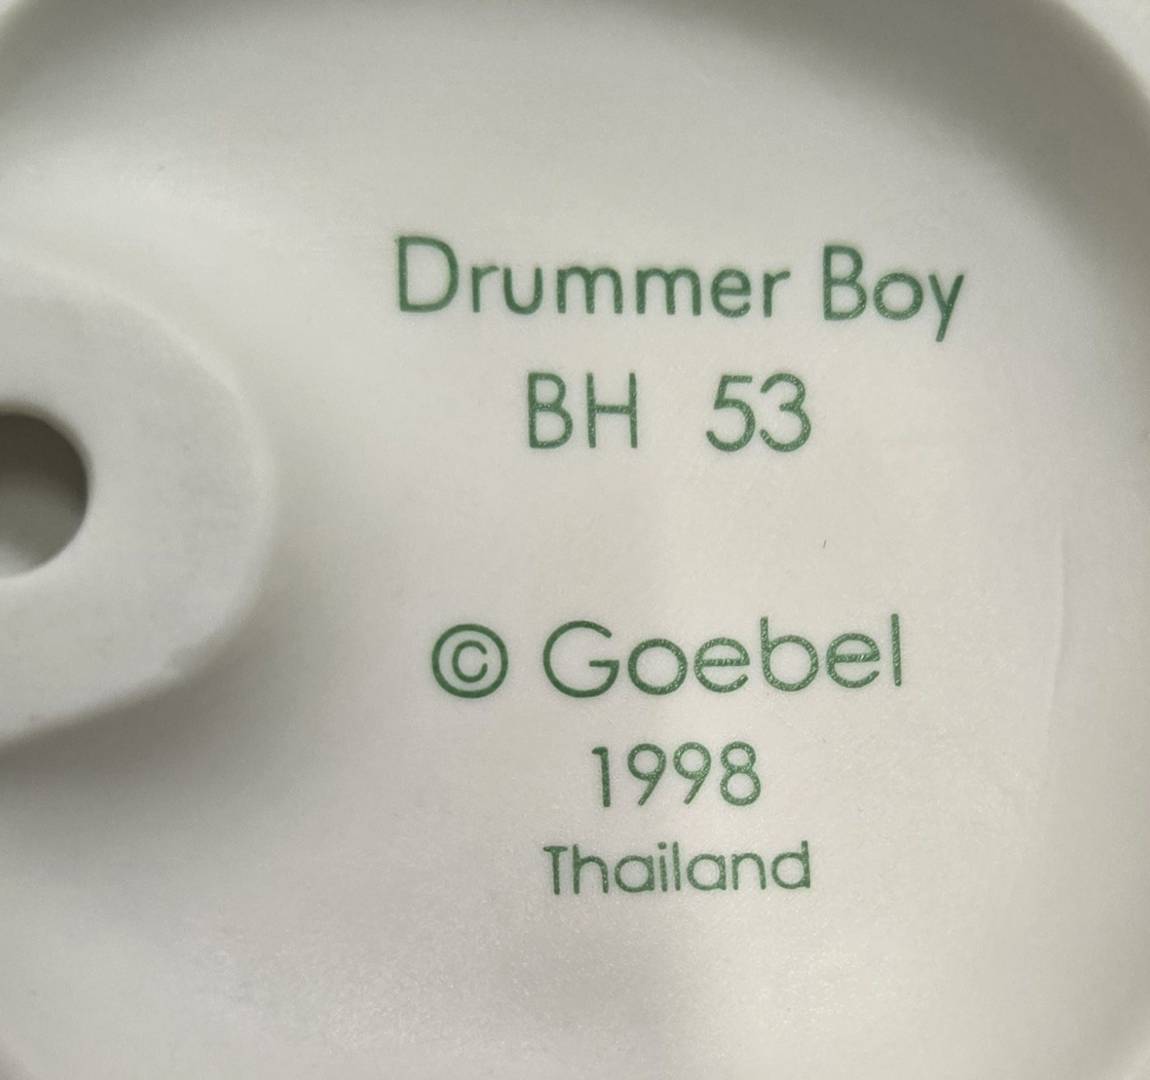 Drummer Boy
BH 53
© Goebel
1998
Thailand